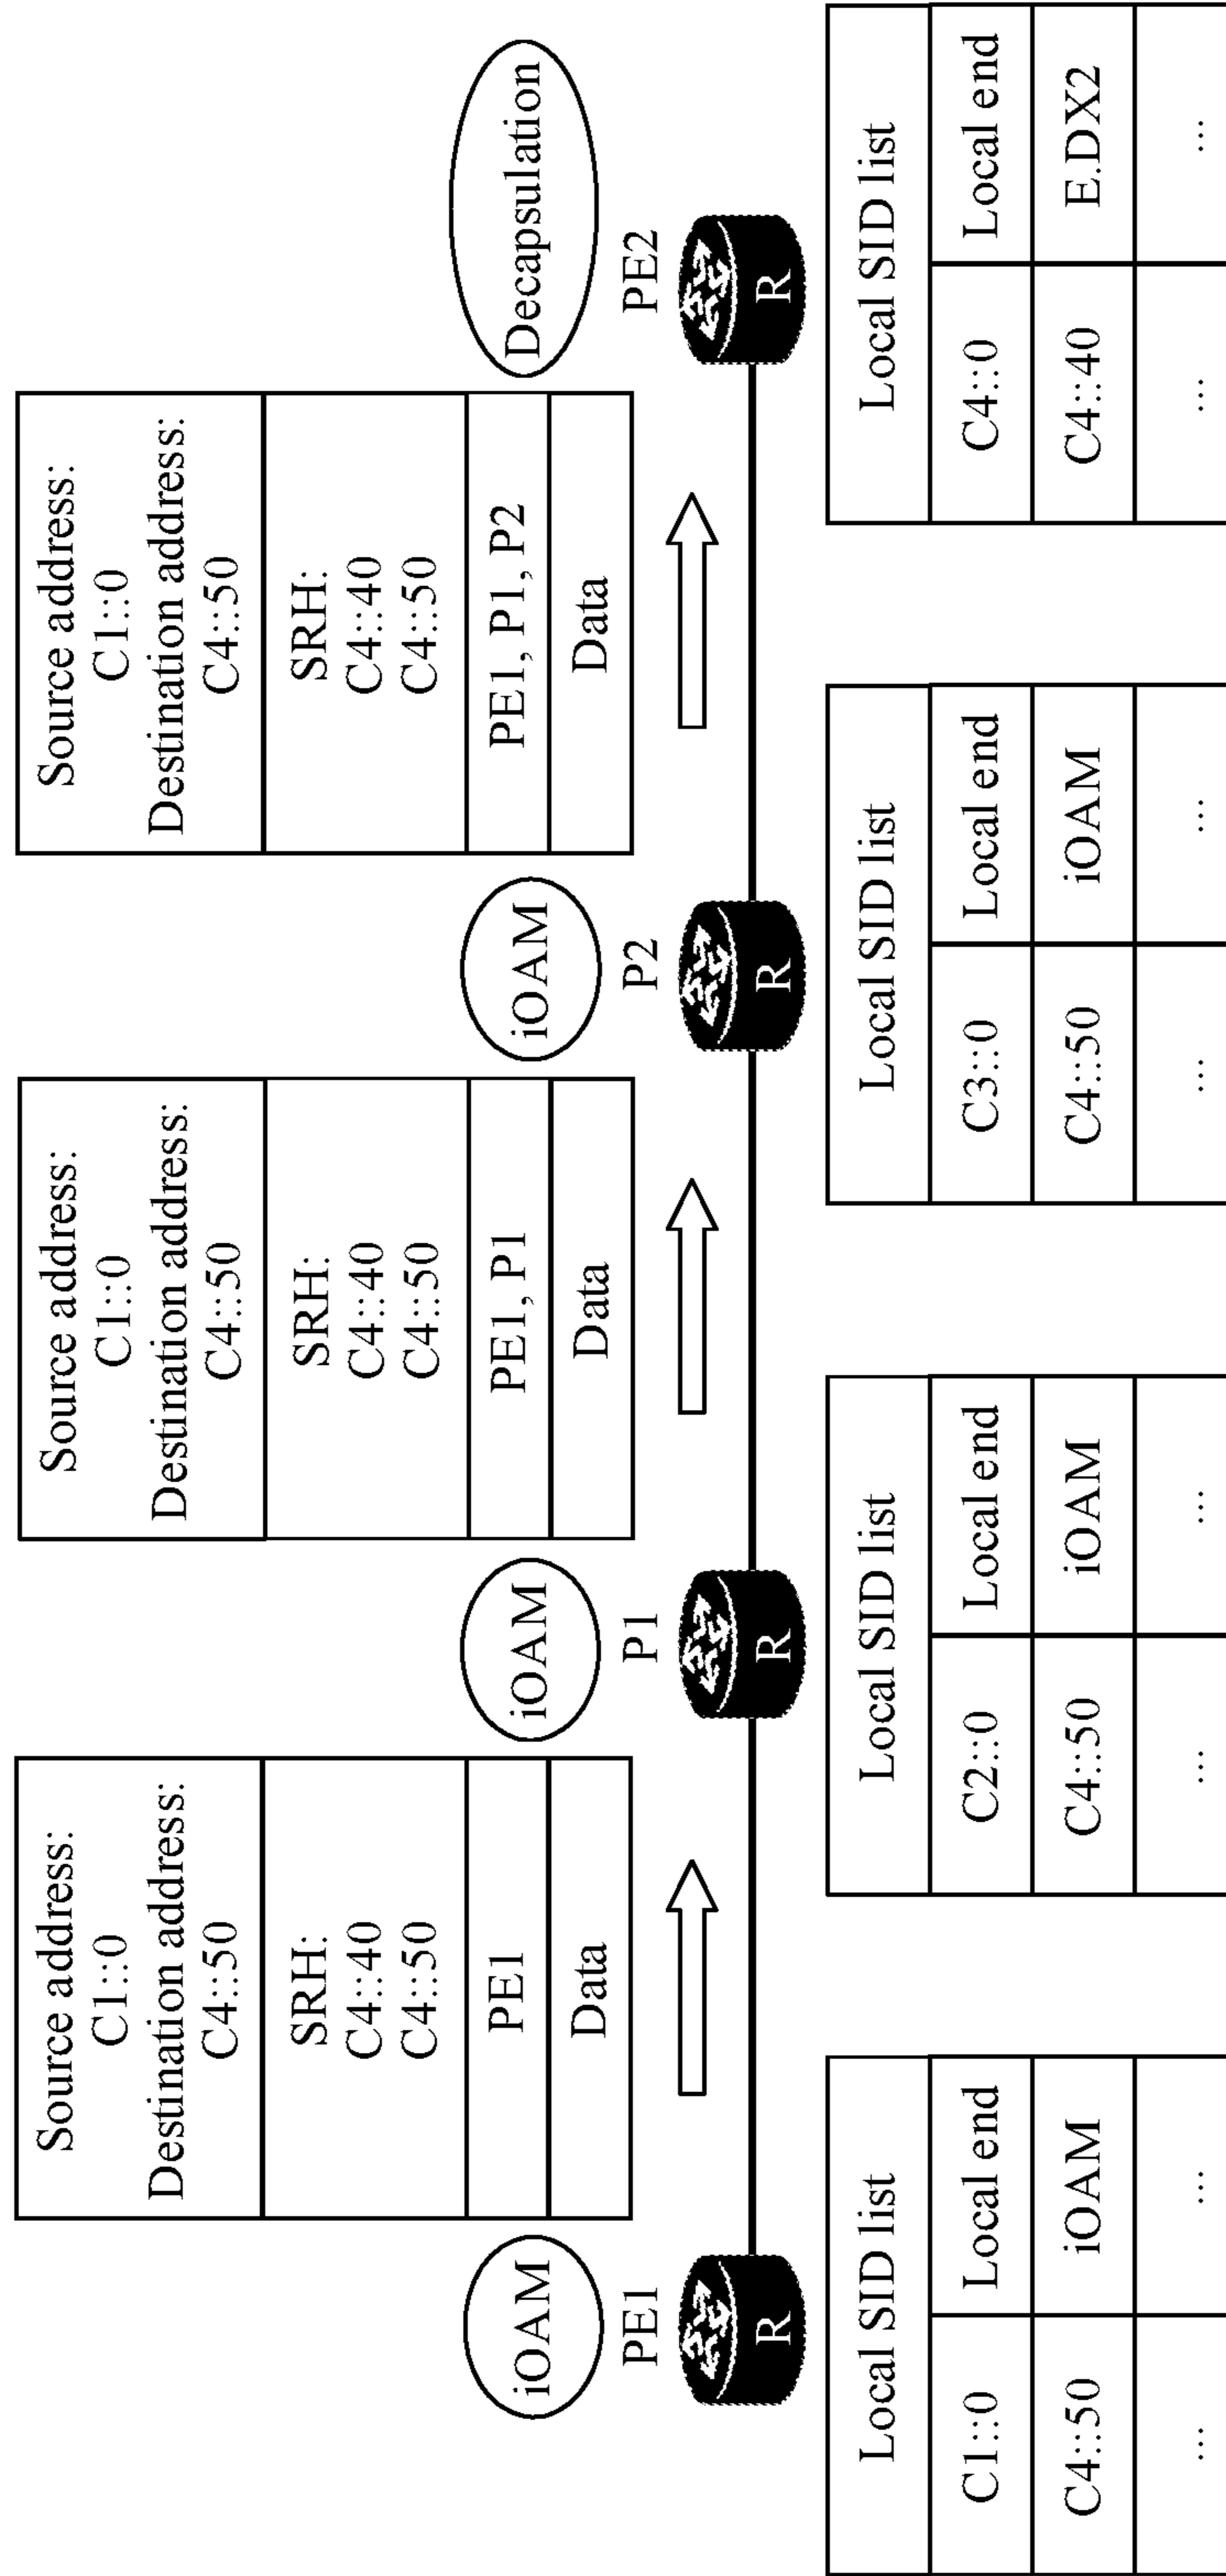 Source address:
C1::0
Destination address:
C4::50
SRH:
C4::40
C4::50
PE1
Data
Source address:
C1::0
Destination address:
C4::50
SRH:
C4::40
C4::50
PE1, P1
Data
Source address:
C1::0
Destination address:
C4::50
SRH:
C4::40
C4::50
PE1, P1, P2
Data
iOAM
iOAM
iOAM
Decapsulation
PE1
P1
P2
PE2
R
R
R
R
Local SID list
C1::0 Local end
C4::50 iOAM
... ...
Local SID list
C2::0 Local end
C4::50 iOAM
... ...
Local SID list
C3::0 Local end
C4::50 iOAM
... ...
Local SID list
C4::0 Local end
C4::40 E.DX2
... ...